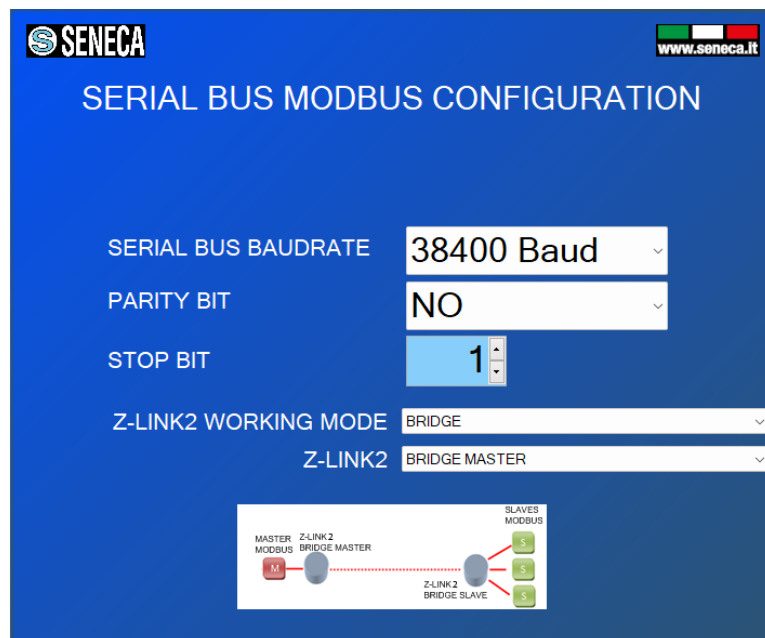 SENECA
www.seneca.it
SERIAL BUS MODBUS CONFIGURATION
SERIAL BUS BAUDRATE 38400 Baud
PARITY BIT NO
STOP BIT 1
Z-LINK2 WORKING MODE BRIDGE
Z-LINK2 BRIDGE MASTER
SLAVES
MODBUS
MASTER Z-LINK2
MODBUS BRIDGE MASTER
S
M
S
Z-LINK2
BRIDGE SLAVE
S